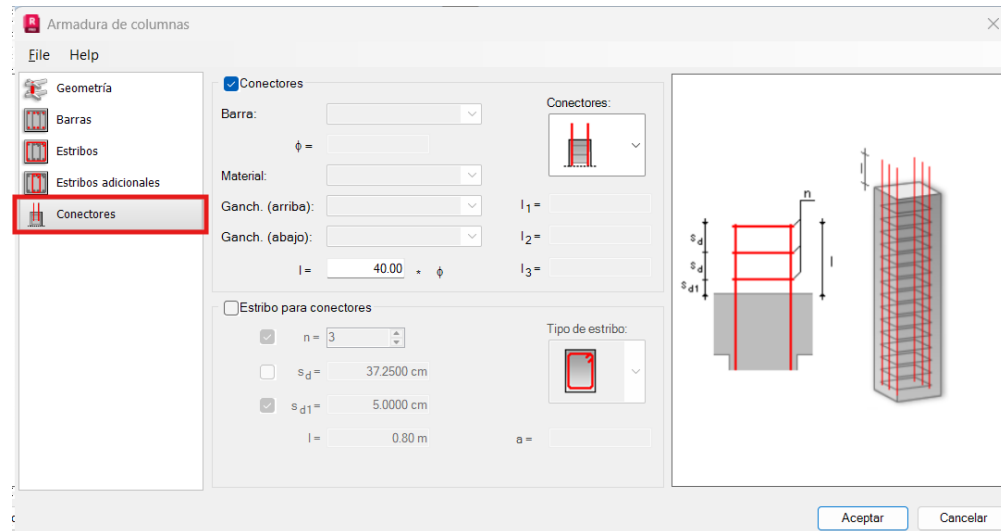 Armadura de columnas
File Help
Geometría
Barras
Estribos
Estribos adicionales
Conectores
Conectores
Barra:
ϕ =
Material:
Ganch. (arriba):
Ganch. (abajo):
l = 40.00 * ϕ
Conectores:
l1 =
l2 =
l3 =
Estribo para conectores
n = 3
sd = 37.2500 cm
sd1 = 5.0000 cm
l = 0.80 m
Tipo de estribo:
a =
n
sd
sd
sd1
l
l
Aceptar Cancelar